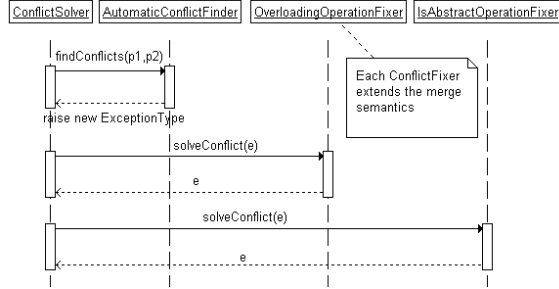 ConflictSolver
AutomaticConflictFinder
OverloadingOperationFixer
IsAbstractOperationFixer
findConflicts(p1,p2)
raise new ExceptionType
Each ConflictFixer
extends the merge
semantics
solveConflict(e)
e
solveConflict(e)
e